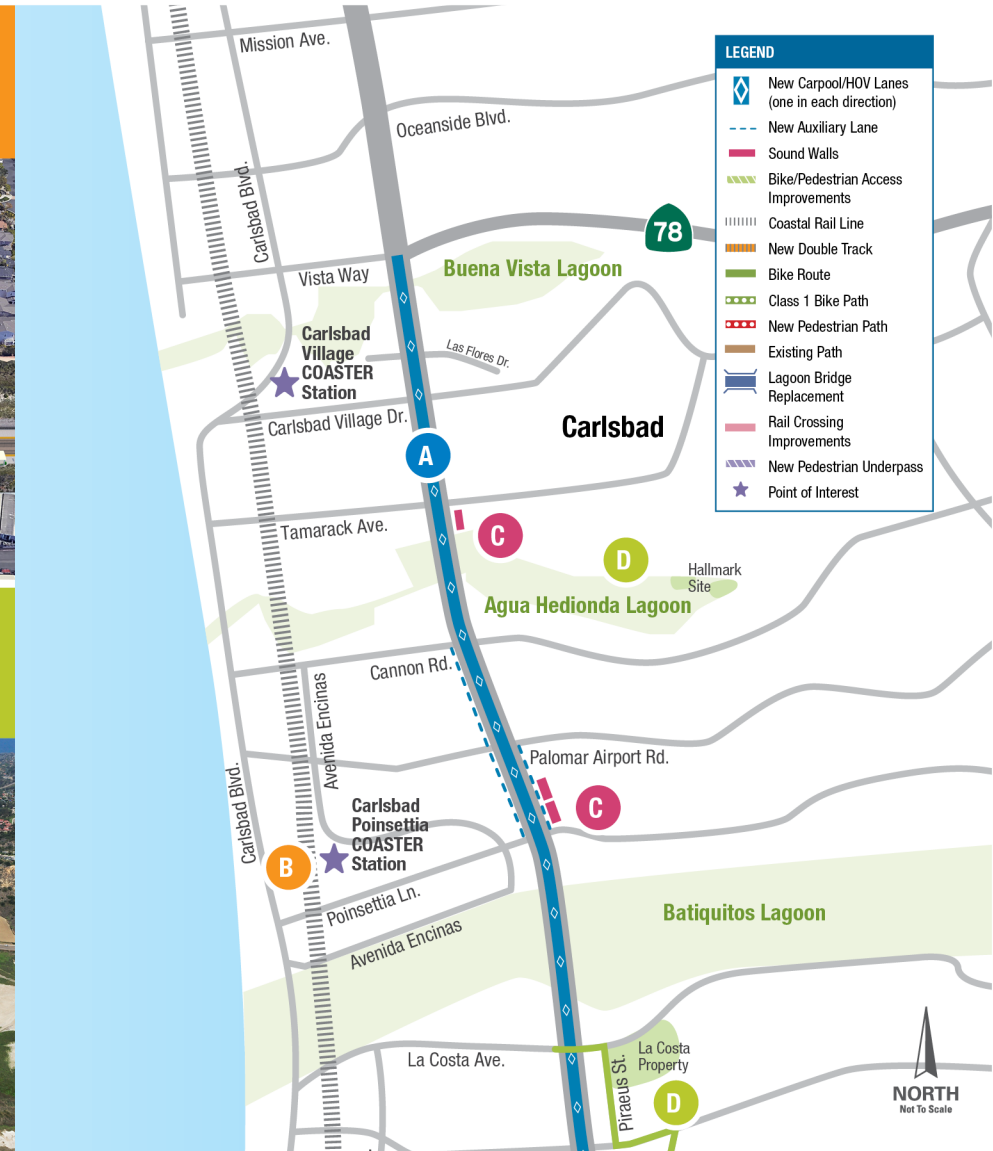 Mission Ave.
Oceanside Blvd.
Carlsbad Blvd.
78
Vista Way
Buena Vista Lagoon
Carlsbad
Village
COASTER
Station
Las Flores Dr.
Carlsbad Village Dr.
Carlsbad
A
Tamarack Ave.
C
D
Hallmark
Site
Agua Hedionda Lagoon
Cannon Rd.
Avenida Encinas
Palomar Airport Rd.
Carlsbad Blvd.
C
Carlsbad
Poinsettia
COASTER
Station
B
Poinsettia Ln.
Batiquitos Lagoon
Avenida Encinas
La Costa Ave.
La Costa
Property
Piraeus St.
D
NORTH
Not To Scale
LEGEND
New Carpool/HOV Lanes
(one in each direction)
New Auxiliary Lane
Sound Walls
Bike/Pedestrian Access
Improvements
Coastal Rail Line
New Double Track
Bike Route
Class 1 Bike Path
New Pedestrian Path
Existing Path
Lagoon Bridge
Replacement
Rail Crossing
Improvements
New Pedestrian Underpass
Point of Interest